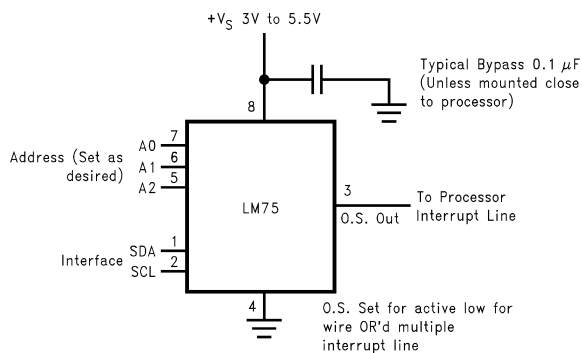 +VS 3V to 5.5V
Typical Bypass 0.1 μF
(Unless mounted close
to processor)
8
Address (Set as
desired)
A0 7
A1 6
A2 5
LM75
3
O.S. Out
To Processor
Interrupt Line
Interface
SDA 1
SCL 2
4
O.S. Set for active low for
wire OR'd multiple
interrupt line